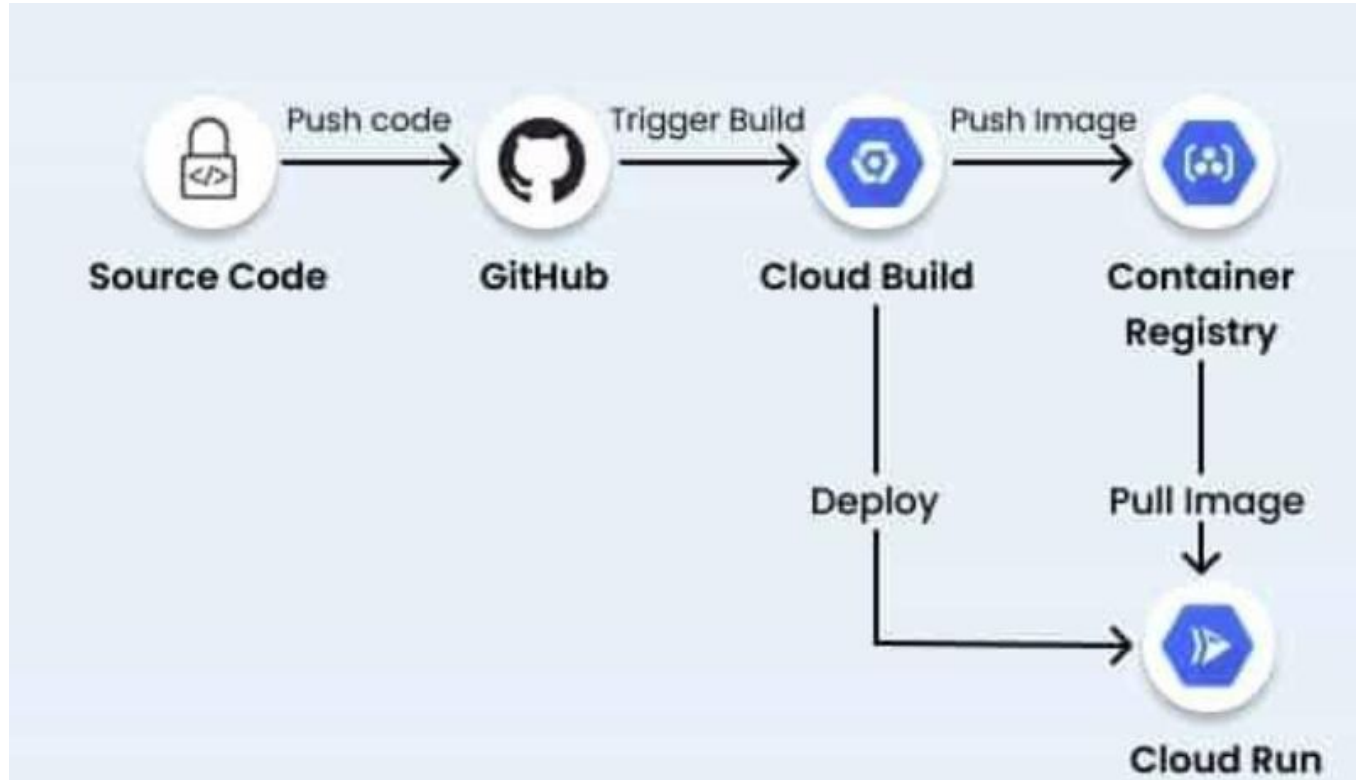 Push code
Trigger Build
Push Image
</>
Source Code
GitHub
Cloud Build
Container
Registry
Deploy
Pull Image
Cloud Run